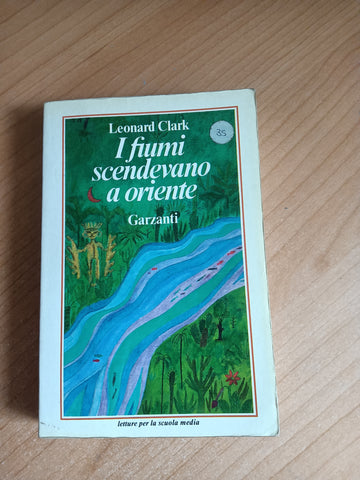 Leonard Clark
35
I fiumi
scendevano
a oriente
Garzanti
letture per la scuola media